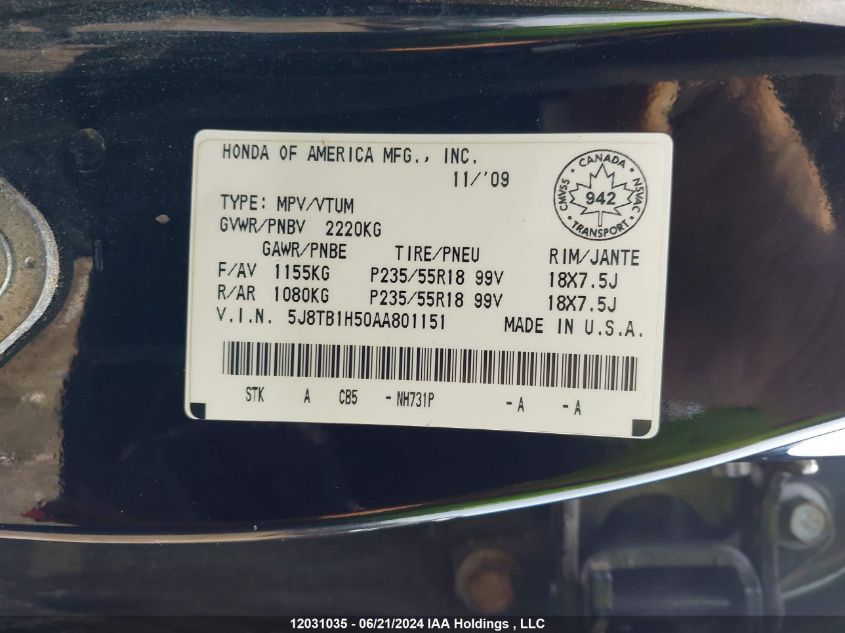 HONDA OF AMERICA MFG., INC.
11/'09
CANADA
CMVSS 942 NSVAC
TRANSPORT
TYPE: MPV/VTUM
GVWR/PNBV 2220KG
GAWR/PNBE TIRE/PNEU RIM/JANTE
F/AV 1155KG P235/55R18 99V 18X7.5J
R/AR 1080KG P235/55R18 99V 18X7.5J
V.I.N. 5J8TB1H50AA801151 MADE IN U.S.A.
STK A CB5 -NH731P -A -A
12031035 - 06/21/2024 IAA Holdings , LLC